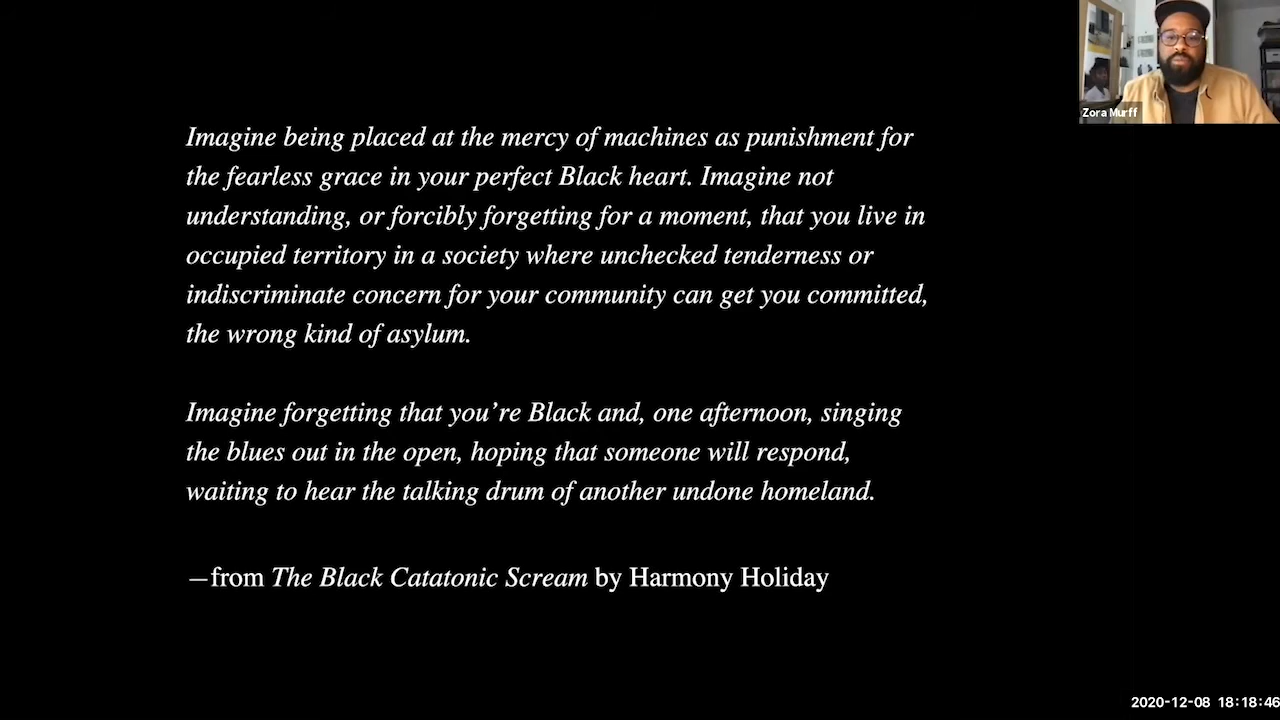 Imagine being placed at the mercy of machines as punishment for
the fearless grace in your perfect Black heart. Imagine not
understanding, or forcibly forgetting for a moment, that you live in
occupied territory in a society where unchecked tenderness or
indiscriminate concern for your community can get you committed,
the wrong kind of asylum.
Imagine forgetting that you’re Black and, one afternoon, singing
the blues out in the open, hoping that someone will respond,
waiting to hear the talking drum of another undone homeland.
—from The Black Catatonic Scream by Harmony Holiday
Zora Murff
2020-12-08 18:18:46